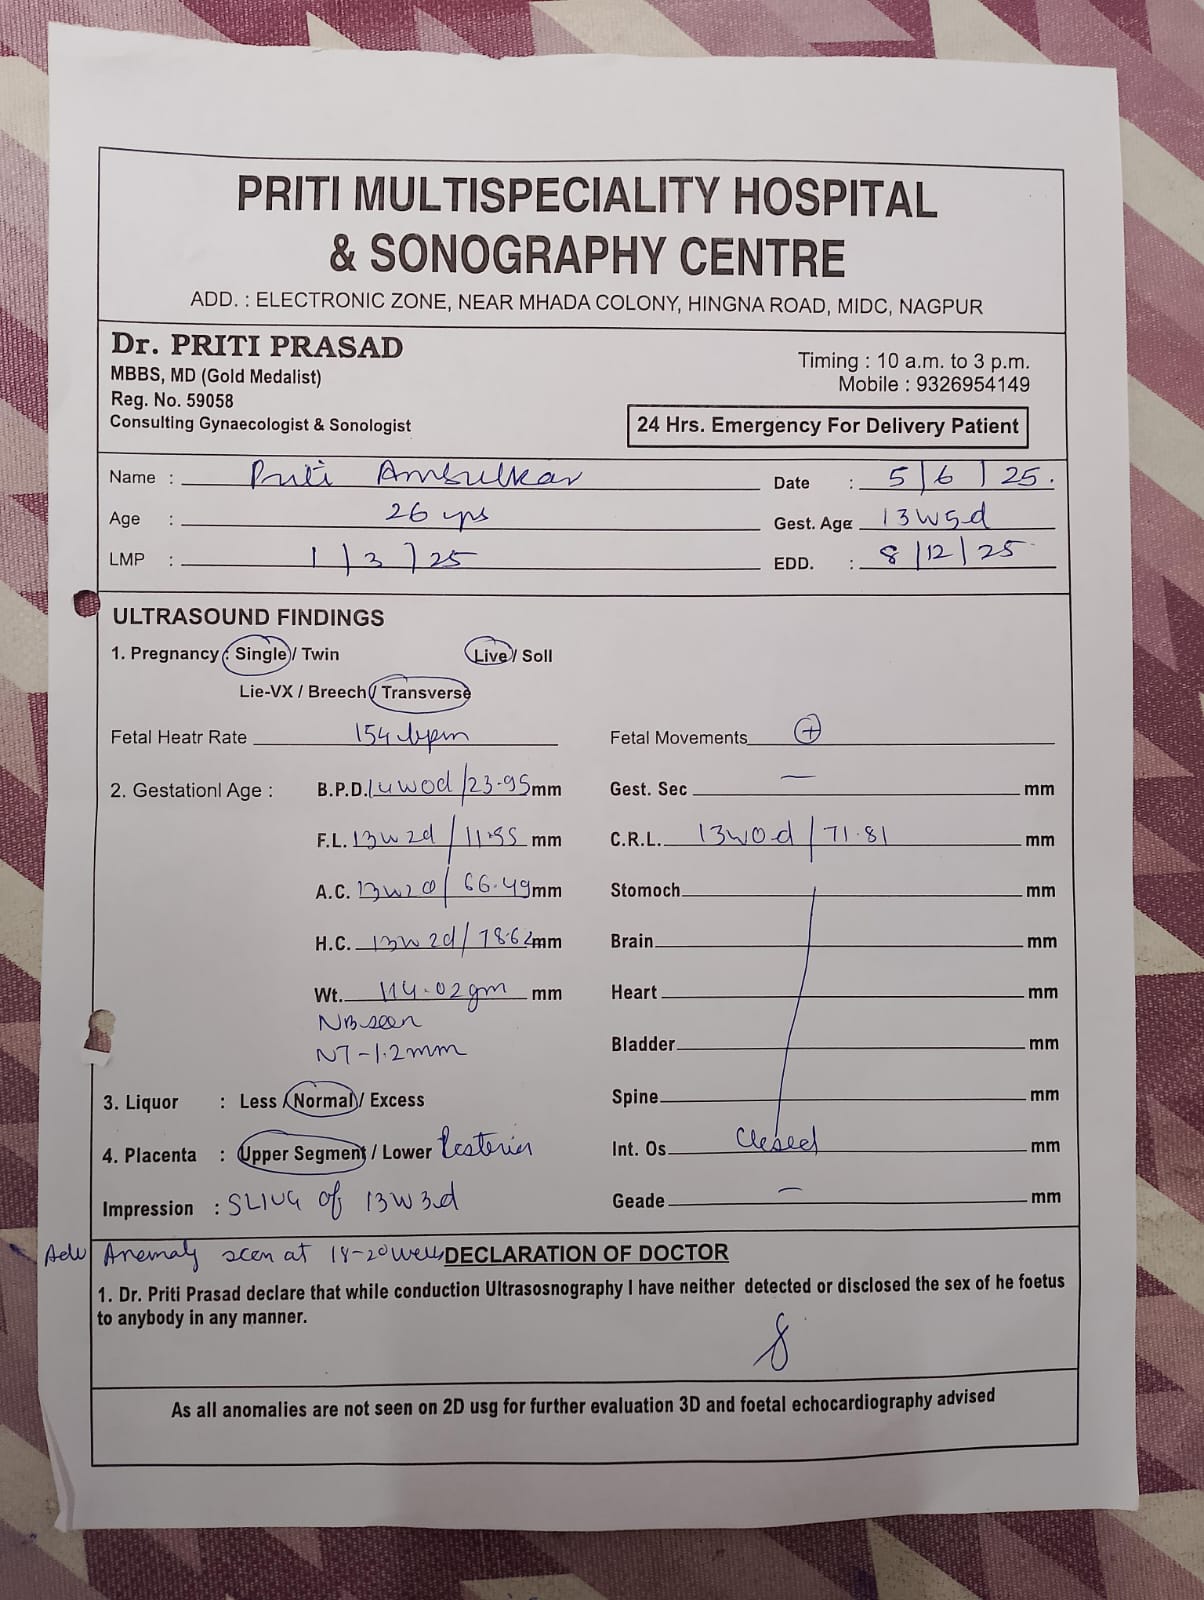 PRITI MULTISPECIALITY HOSPITAL
& SONOGRAPHY CENTRE
ADD. : ELECTRONIC ZONE, NEAR MHADA COLONY, HINGNA ROAD, MIDC, NAGPUR
Dr. PRITI PRASAD
MBBS, MD (Gold Medalist)
Reg. No. 59058
Consulting Gynaecologist & Sonologist
Timing : 10 a.m. to 3 p.m.
Mobile : 9326954149
24 Hrs. Emergency For Delivery Patient
Name : Priti Ambulkar Date : 5/6/25.
Age : 26 yrs Gest. Age 13W5d
LMP : 1/3/25 EDD. : 8/12/25
ULTRASOUND FINDINGS
1. Pregnancy : Single / Twin Live / Soll
Lie-VX / Breech / Transverse
Fetal Heatr Rate 154 bpm Fetal Movements +
2. Gestationl Age : B.P.D. 14W0d/23.95 mm Gest. Sec — mm
F.L. 13W2d/ mm C.R.L. 13W0d/71.81 mm
A.C. 66.49 mm Stomoch mm
H.C. 13W2d/78.62 mm Brain mm
Wt. 114.02gm mm Heart mm
NB seen
NT - 1.2mm
Bladder mm
3. Liquor : Less / Normal / Excess Spine mm
4. Placenta : Upper Segment / Lower Posterior Int. Os. Closed mm
Impression : SLIUG of 13W3d Geade — mm
Adv Anomaly scan at 18-20 DECLARATION OF DOCTOR
1. Dr. Priti Prasad declare that while conduction Ultrasosnography I have neither detected or disclosed the sex of he foetus
to anybody in any manner.
As all anomalies are not seen on 2D usg for further evaluation 3D and foetal echocardiography advised